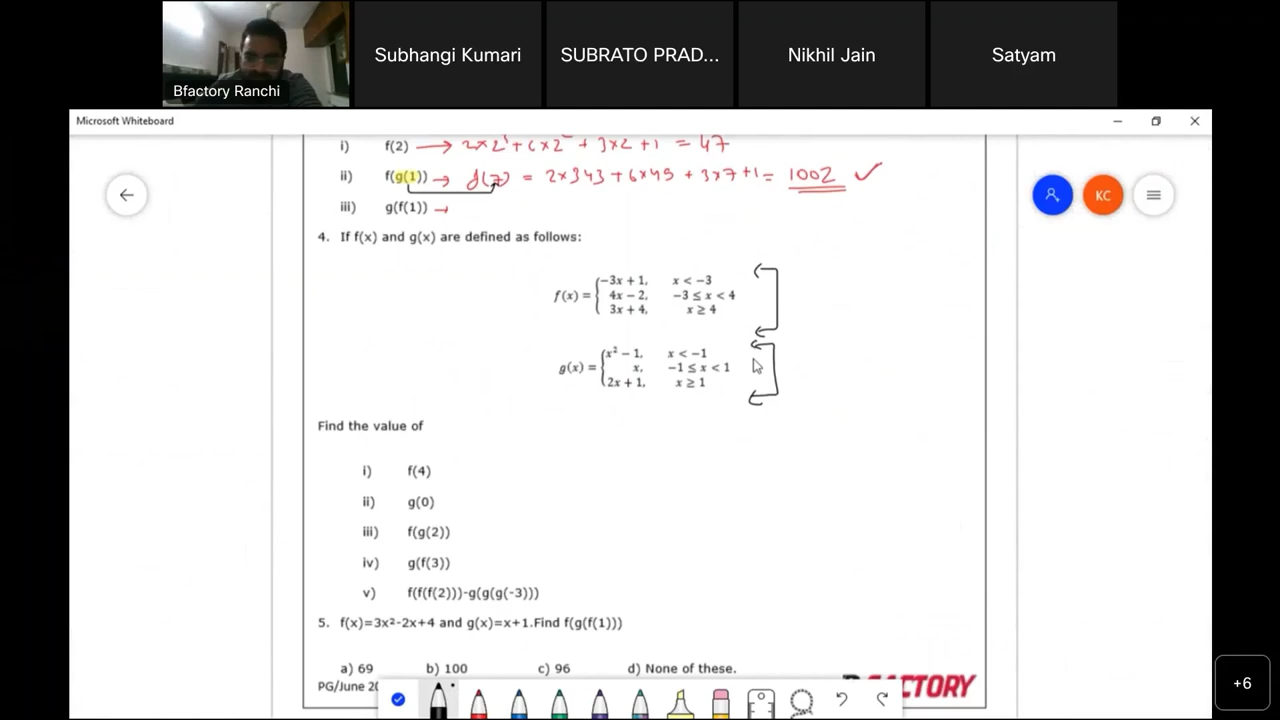 Subhangi Kumari
SUBRATO PRAD...
Nikhil Jain
Satyam
Bfactory Ranchi
Microsoft Whiteboard
i) f(2) → 2×2³ + 6×2² + 3×2 + 1 = 47
ii) f(g(1)) → f(7) = 2×343 + 6×49 + 3×7 + 1 = 1002 ✓
KC
iii) g(f(1)) →
4. If f(x) and g(x) are defined as follows:
−3x + 1, x < −3
f(x) = { 4x − 2, −3 ≤ x < 4
3x + 4, x ≥ 4
x² − 1, x < −1
g(x) = { x, −1 ≤ x < 1
2x + 1, x ≥ 1
Find the value of
i) f(4)
ii) g(0)
iii) f(g(2))
iv) g(f(3))
v) f(f(f(2)))-g(g(g(-3)))
5. f(x)=3x²-2x+4 and g(x)=x+1.Find f(g(f(1)))
a) 69 b) 100 c) 96 d) None of these.
PG/June 20
+6